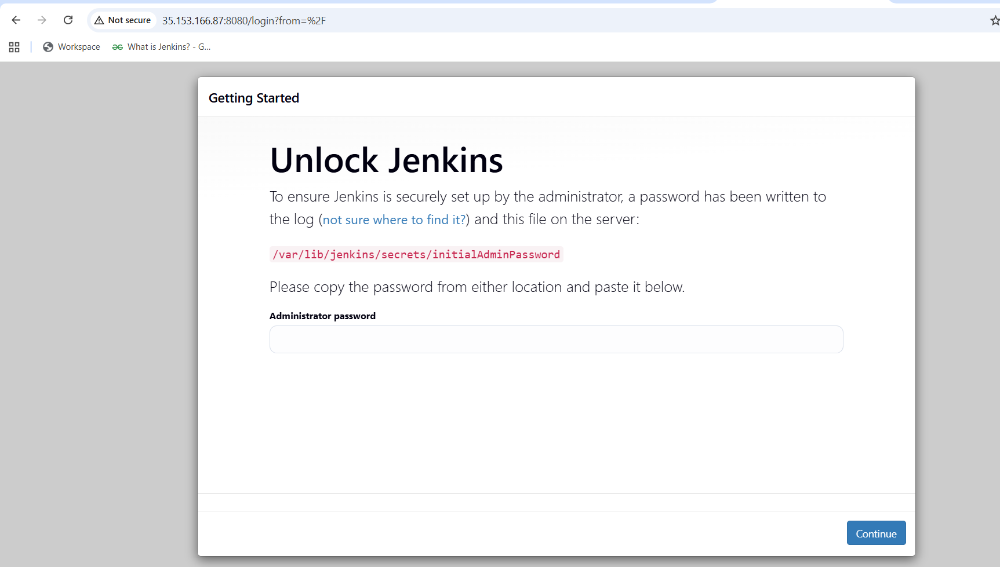 Not secure
35.153.166.87:8080/login?from=%2F
Workspace
What is Jenkins? - G...
Getting Started
Unlock Jenkins
To ensure Jenkins is securely set up by the administrator, a password has been written to
the log (not sure where to find it?) and this file on the server:
/var/lib/jenkins/secrets/initialAdminPassword
Please copy the password from either location and paste it below.
Administrator password
Continue